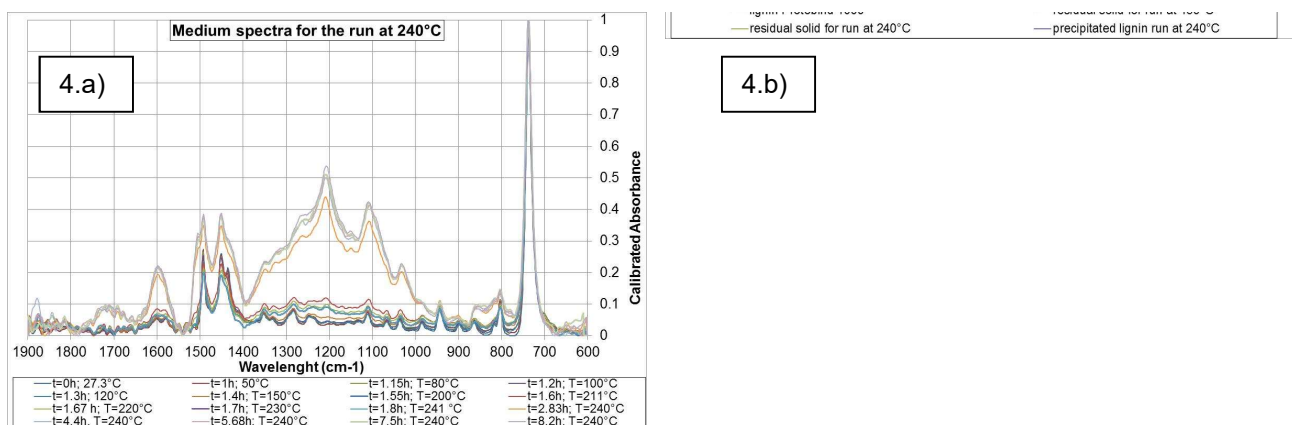 Medium spectra for the run at 240°C
4.a)
1
0.9
0.8
0.7
0.6
0.5
0.4
0.3
0.2
0.1
0
Calibrated Absorbance
1900 1800 1700 1600 1500 1400 1300 1200 1100 1000 900 800 700 600
Wavelenght (cm-1)
t=0h; 27.3°C t=1h; 50°C t=1.15h; T=80°C t=1.2h; T=100°C
t=1.3h; 120°C t=1.4h; T=150°C t=1.55h; T=200°C t=1.6h; T=211°C
t=1.67 h; T=220°C t=1.7h; T=230°C t=1.8h; T=241 °C t=2.83h; T=240°C
t=4.4h, T=240°C t=5.68h; T=240°C t=7.5h; T=240°C t=8.2h; T=240°C
residual solid for run at 240°C precipitated lignin run at 240°C
4.b)